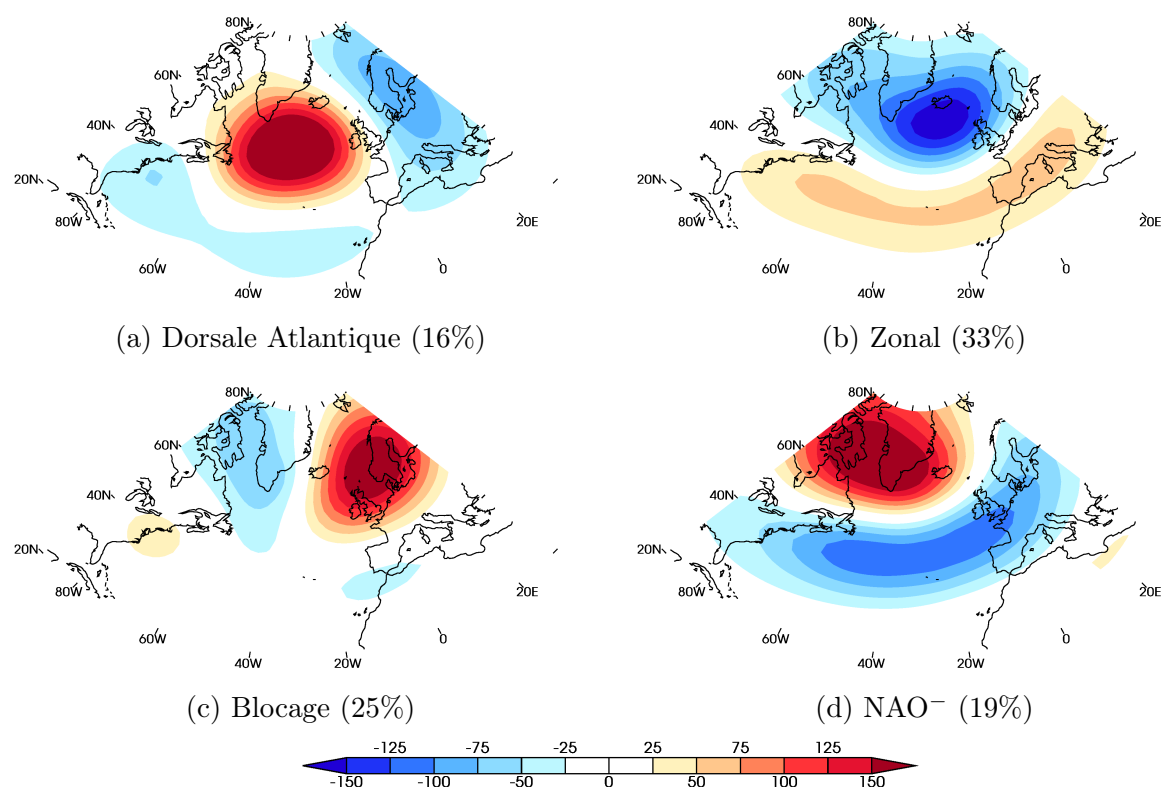 80N 80N
60N 60N
40N 40N
20N 20N
80W 20E 80W 20E
60W 0 60W 0
40W 20W 40W 20W
(a) Dorsale Atlantique (16%) (b) Zonal (33%)
80N 80N
60N 60N
40N 40N
20N 20N
80W 20E 80W 20E
60W 0 60W 0
40W 20W 40W 20W
(c) Blocage (25%) (d) NAO⁻ (19%)
-125 -75 -25 25 75 125
-150 -100 -50 0 50 100 150